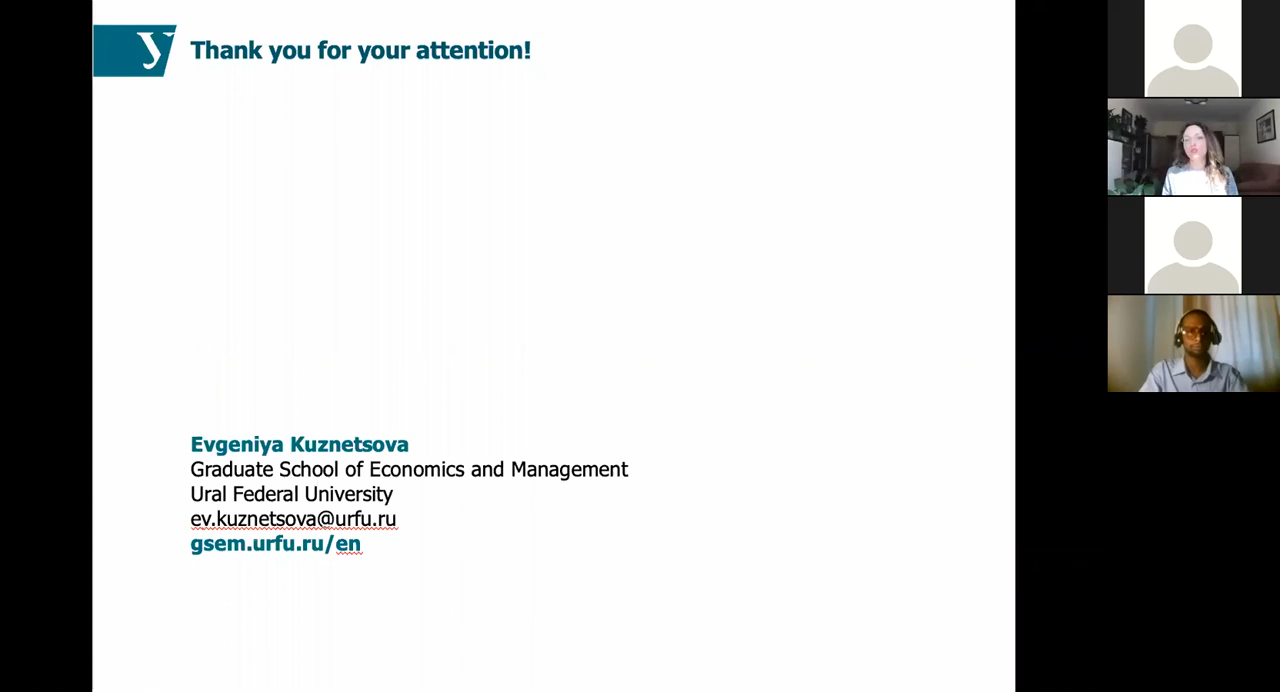 У
Thank you for your attention!
Evgeniya Kuznetsova
Graduate School of Economics and Management
Ural Federal University
ev.kuznetsova@urfu.ru
gsem.urfu.ru/en